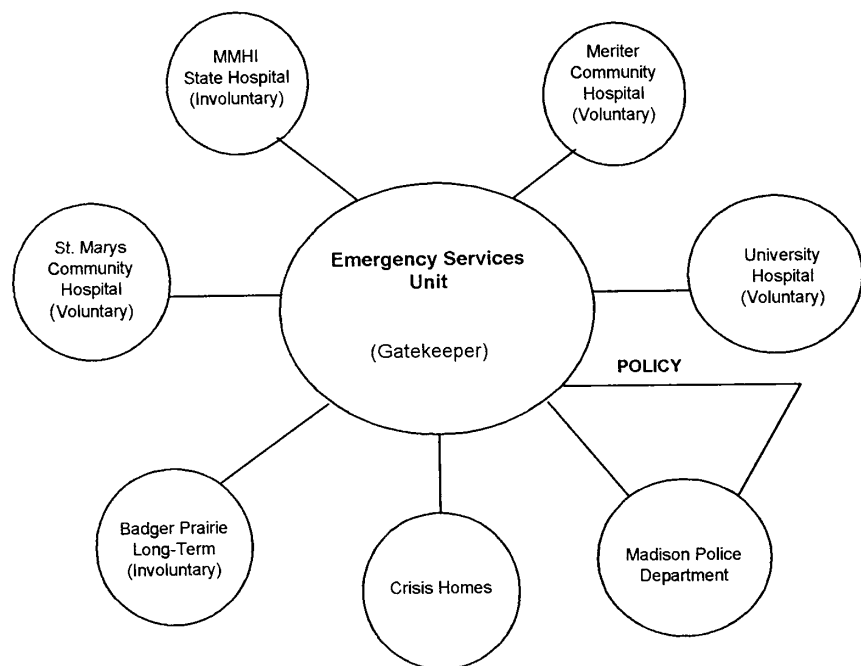 MMHI
State Hospital
(Involuntary)
Meriter
Community
Hospital
(Voluntary)
St. Marys
Community
Hospital
(Voluntary)
Emergency Services
Unit
(Gatekeeper)
University
Hospital
(Voluntary)
POLICY
Badger Prairie
Long-Term
(Involuntary)
Crisis Homes
Madison Police
Department